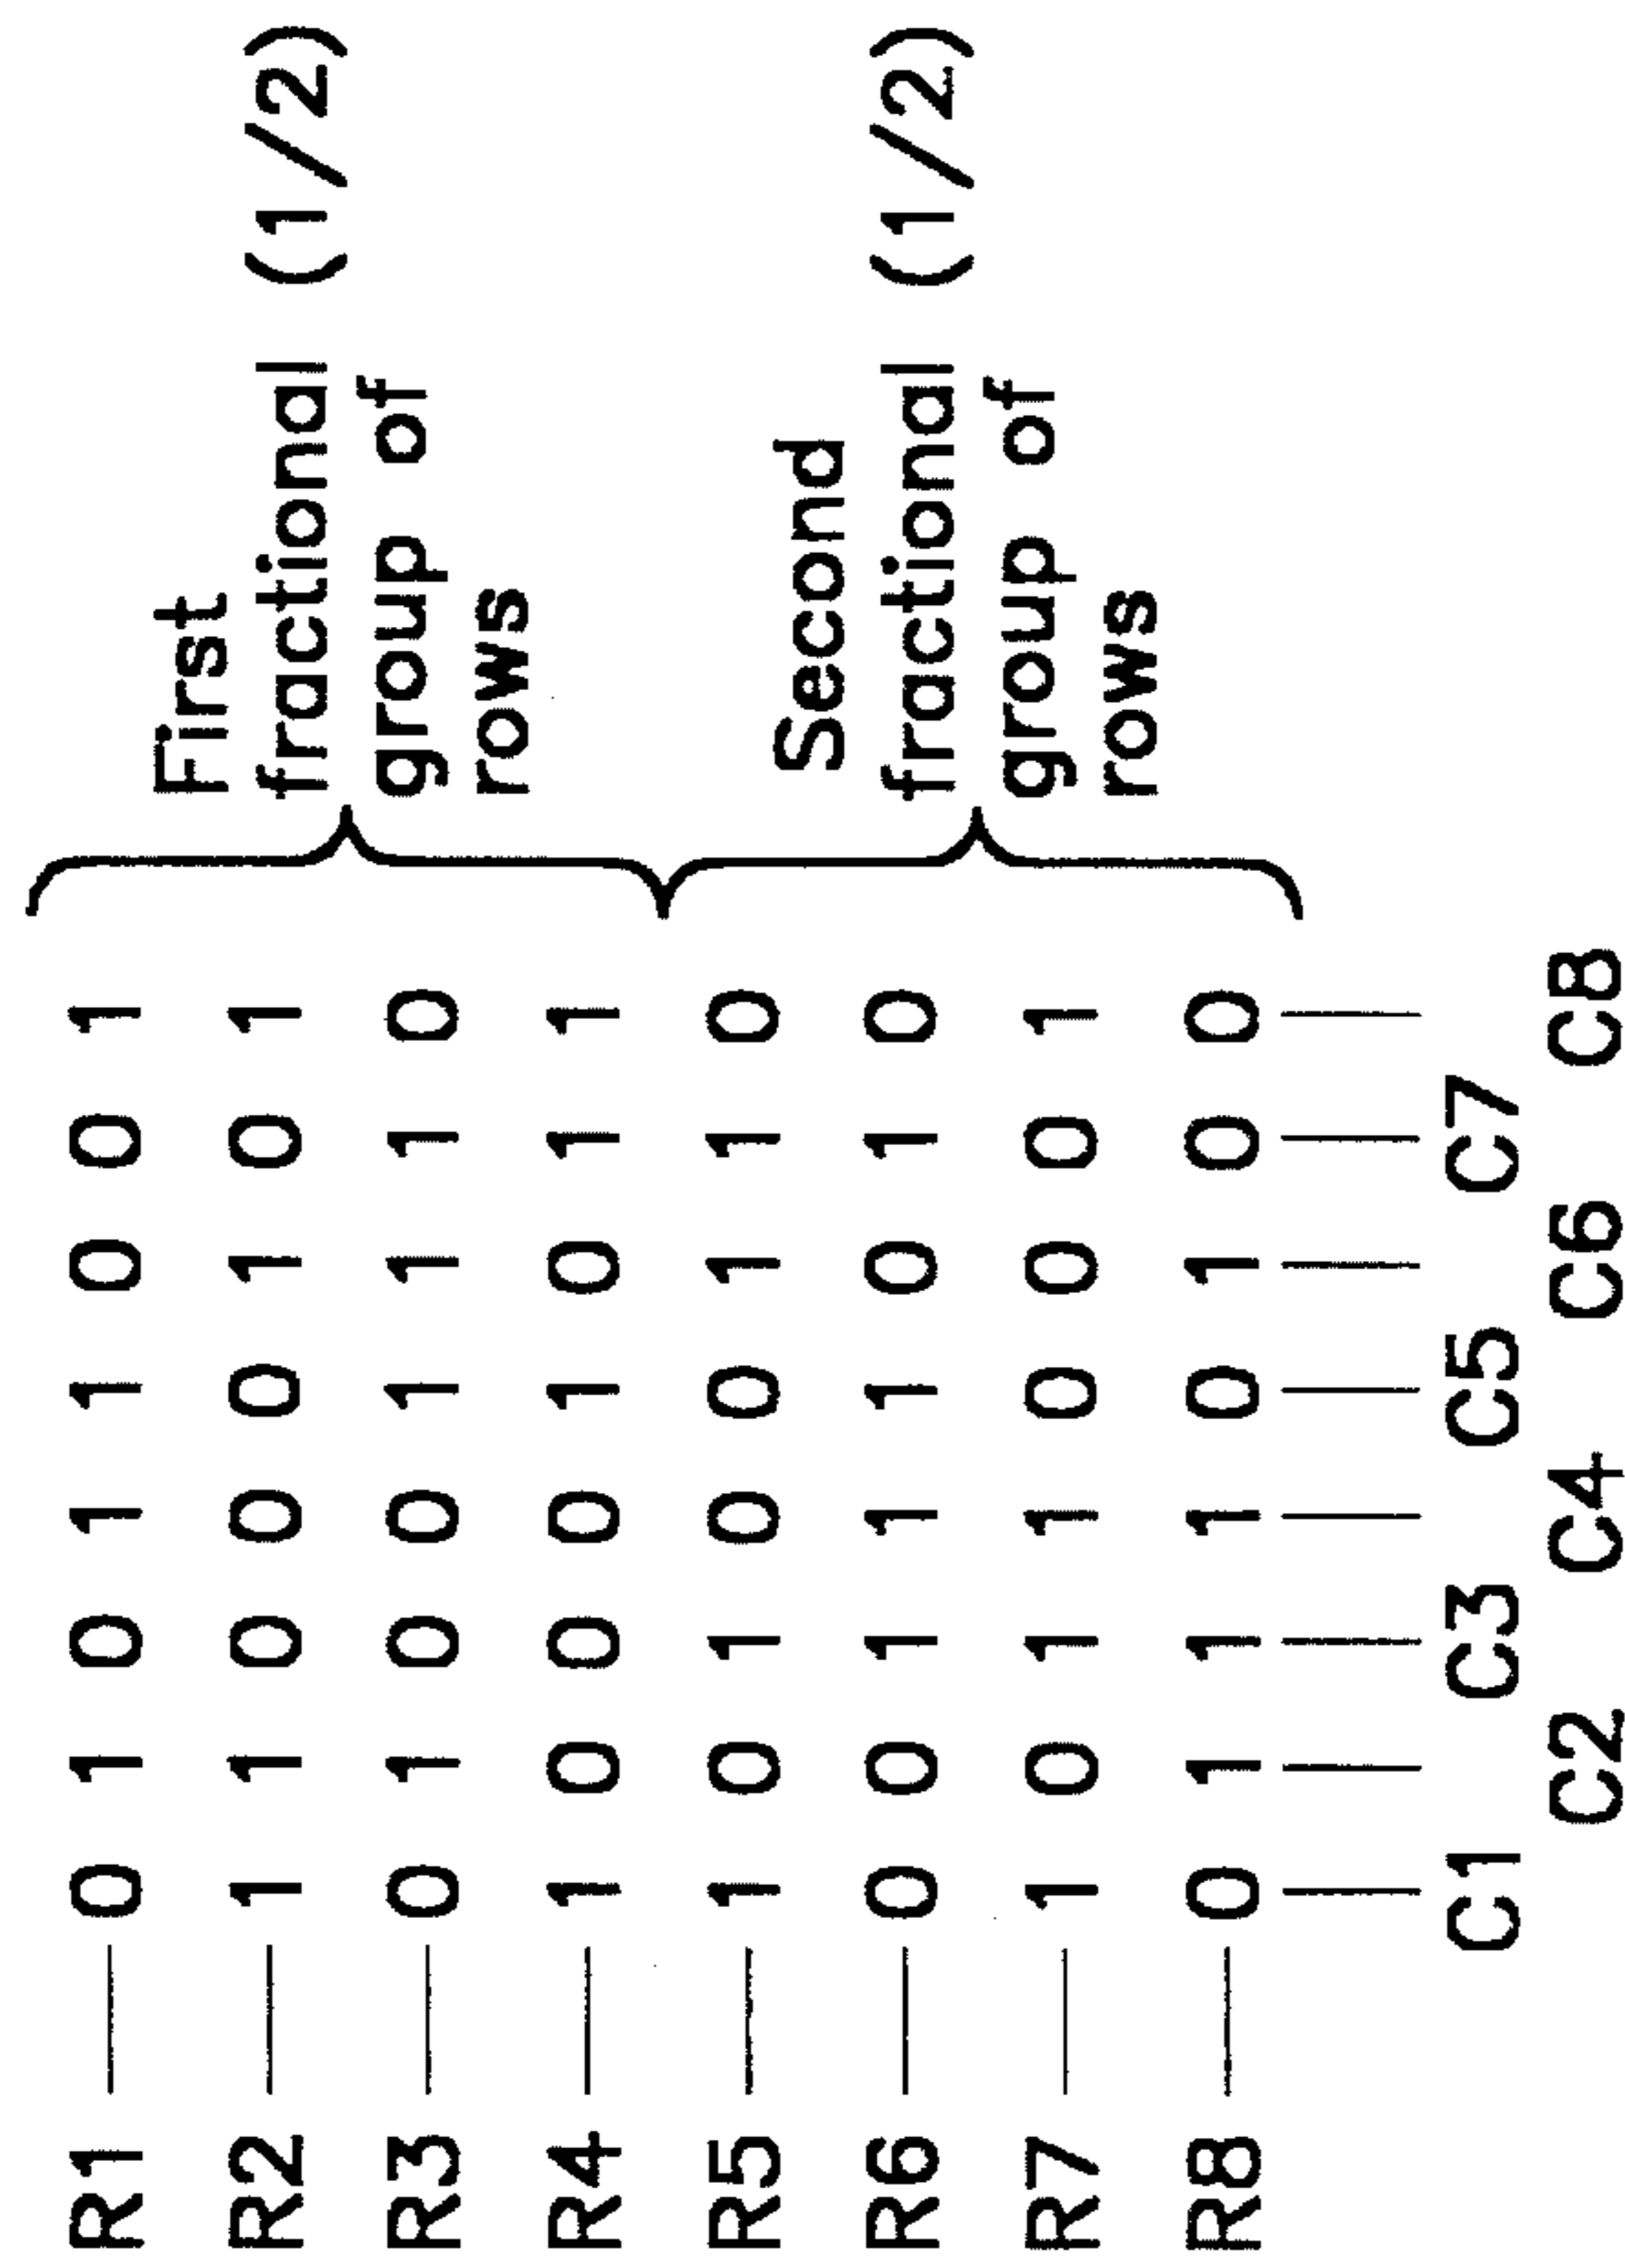 R1 0 1 0 1 1 0 0 1
R2 1 1 0 0 0 1 0 1
R3 0 1 0 0 1 1 1 0
R4 1 0 0 0 1 0 1 1
First
fractional (1/2)
group of
rows
R5 1 0 1 0 0 1 1 0
R6 0 0 1 1 1 0 1 0
R7 1 0 1 1 0 0 0 1
R8 0 1 1 1 0 1 0 0
Second
fractional (1/2)
group of
rows
C1 C3 C5 C7
C2 C4 C6 C8